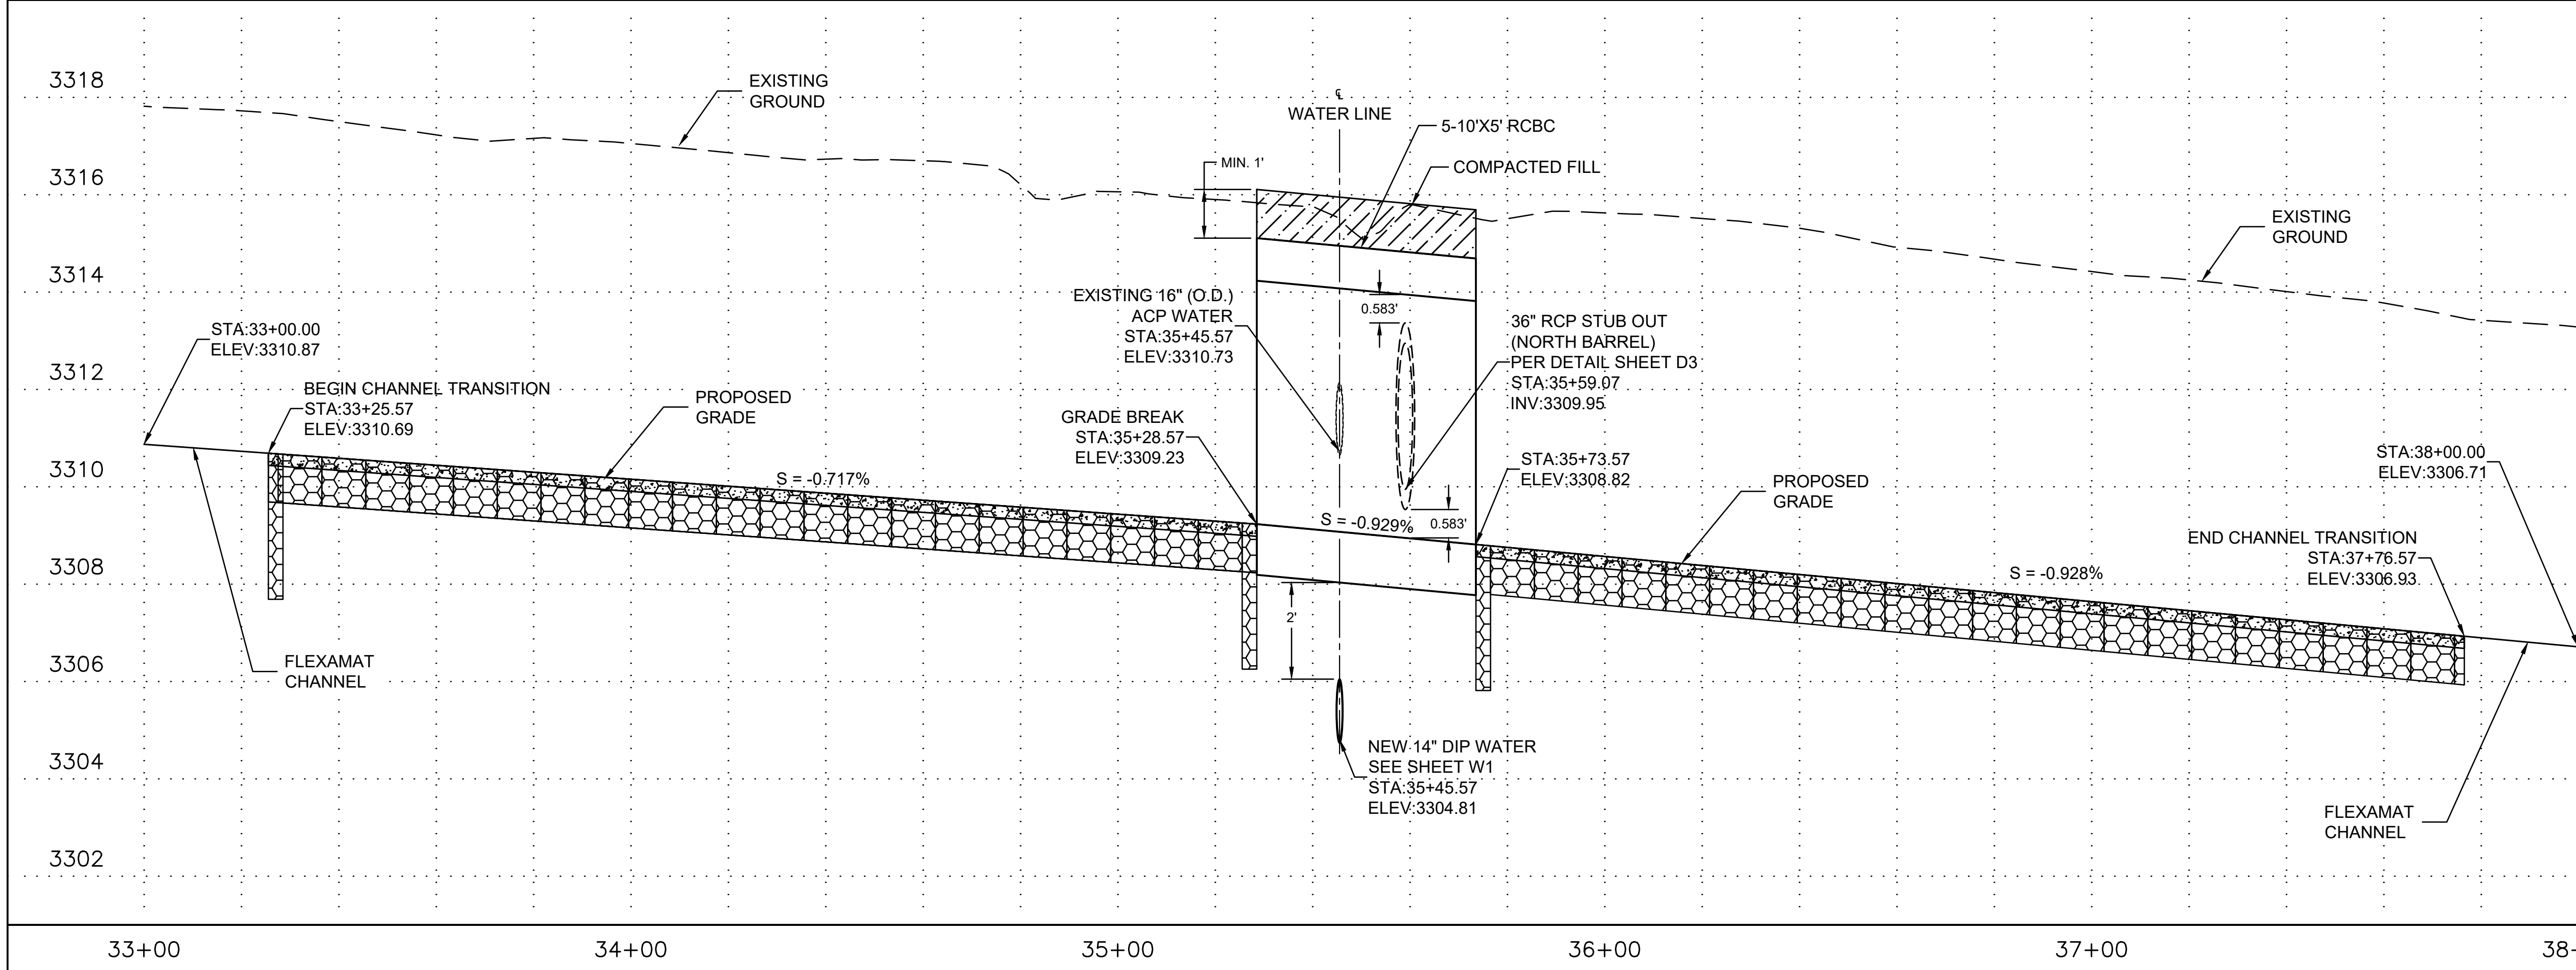 3318
3316
3314
3312
3310
3308
3306
3304
3302
EXISTING
GROUND
℄
WATER LINE
5-10'X5' RCBC
COMPACTED FILL
MIN. 1'
EXISTING
GROUND
EXISTING 16" (O.D.)
ACP WATER
STA:35+45.57
ELEV:3310.73
0.583'
36" RCP STUB OUT
(NORTH BARREL)
PER DETAIL SHEET D3
STA:35+59.07
INV:3309.95
STA:33+00.00
ELEV:3310.87
BEGIN CHANNEL TRANSITION
STA:33+25.57
ELEV:3310.69
PROPOSED
GRADE
S = -0.717%
GRADE BREAK
STA:35+28.57
ELEV:3309.23
S = -0.929%
0.583'
STA:35+73.57
ELEV:3308.82
PROPOSED
GRADE
S = -0.928%
STA:38+00.00
ELEV:3306.71
END CHANNEL TRANSITION
STA:37+76.57
ELEV:3306.93
2'
FLEXAMAT
CHANNEL
NEW 14" DIP WATER
SEE SHEET W1
STA:35+45.57
ELEV:3304.81
FLEXAMAT
CHANNEL
33+00
34+00
35+00
36+00
37+00
38